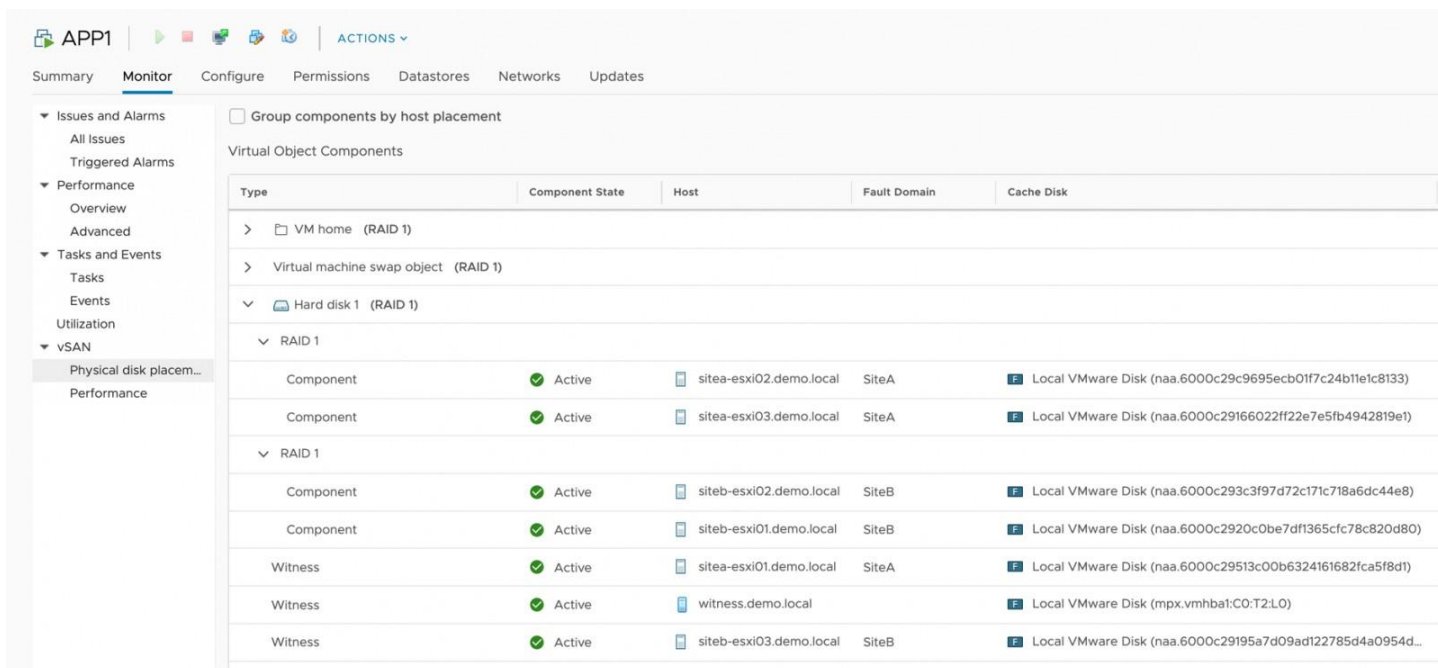 APP1 ACTIONS
Summary Monitor Configure Permissions Datastores Networks Updates
Issues and Alarms
All Issues
Triggered Alarms
Performance
Overview
Advanced
Tasks and Events
Tasks
Events
Utilization
vSAN
Physical disk placem...
Performance
Group components by host placement
Virtual Object Components
Type Component State Host Fault Domain Cache Disk
VM home (RAID 1)
Virtual machine swap object (RAID 1)
Hard disk 1 (RAID 1)
RAID 1
Component Active sitea-esxi02.demo.local SiteA F Local VMware Disk (naa.6000c29c9695ecb01f7c24b11e1c8133)
Component Active sitea-esxi03.demo.local SiteA F Local VMware Disk (naa.6000c29166022ff22e7e5fb4942819e1)
RAID 1
Component Active siteb-esxi02.demo.local SiteB F Local VMware Disk (naa.6000c293c3f97d72c171c718a6dc44e8)
Component Active siteb-esxi01.demo.local SiteB F Local VMware Disk (naa.6000c2920c0be7df1365cfc78c820d80)
Witness Active sitea-esxi01.demo.local SiteA F Local VMware Disk (naa.6000c29513c00b6324161682fca5f8d1)
Witness Active witness.demo.local F Local VMware Disk (mpx.vmhba1:C0:T2:L0)
Witness Active siteb-esxi03.demo.local SiteB F Local VMware Disk (naa.6000c29195a7d09ad122785d4a0954d...